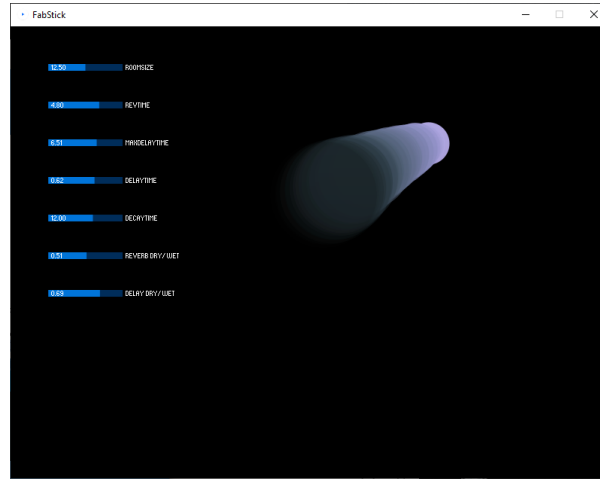 FabStick
12.50 ROOMSIZE
4.80 REVTIME
6.51 MAXDELAYTIME
0.62 DELAYTIME
12.00 DECAYTIME
0.51 REVERB DRY/WET
0.69 DELAY DRY/WET